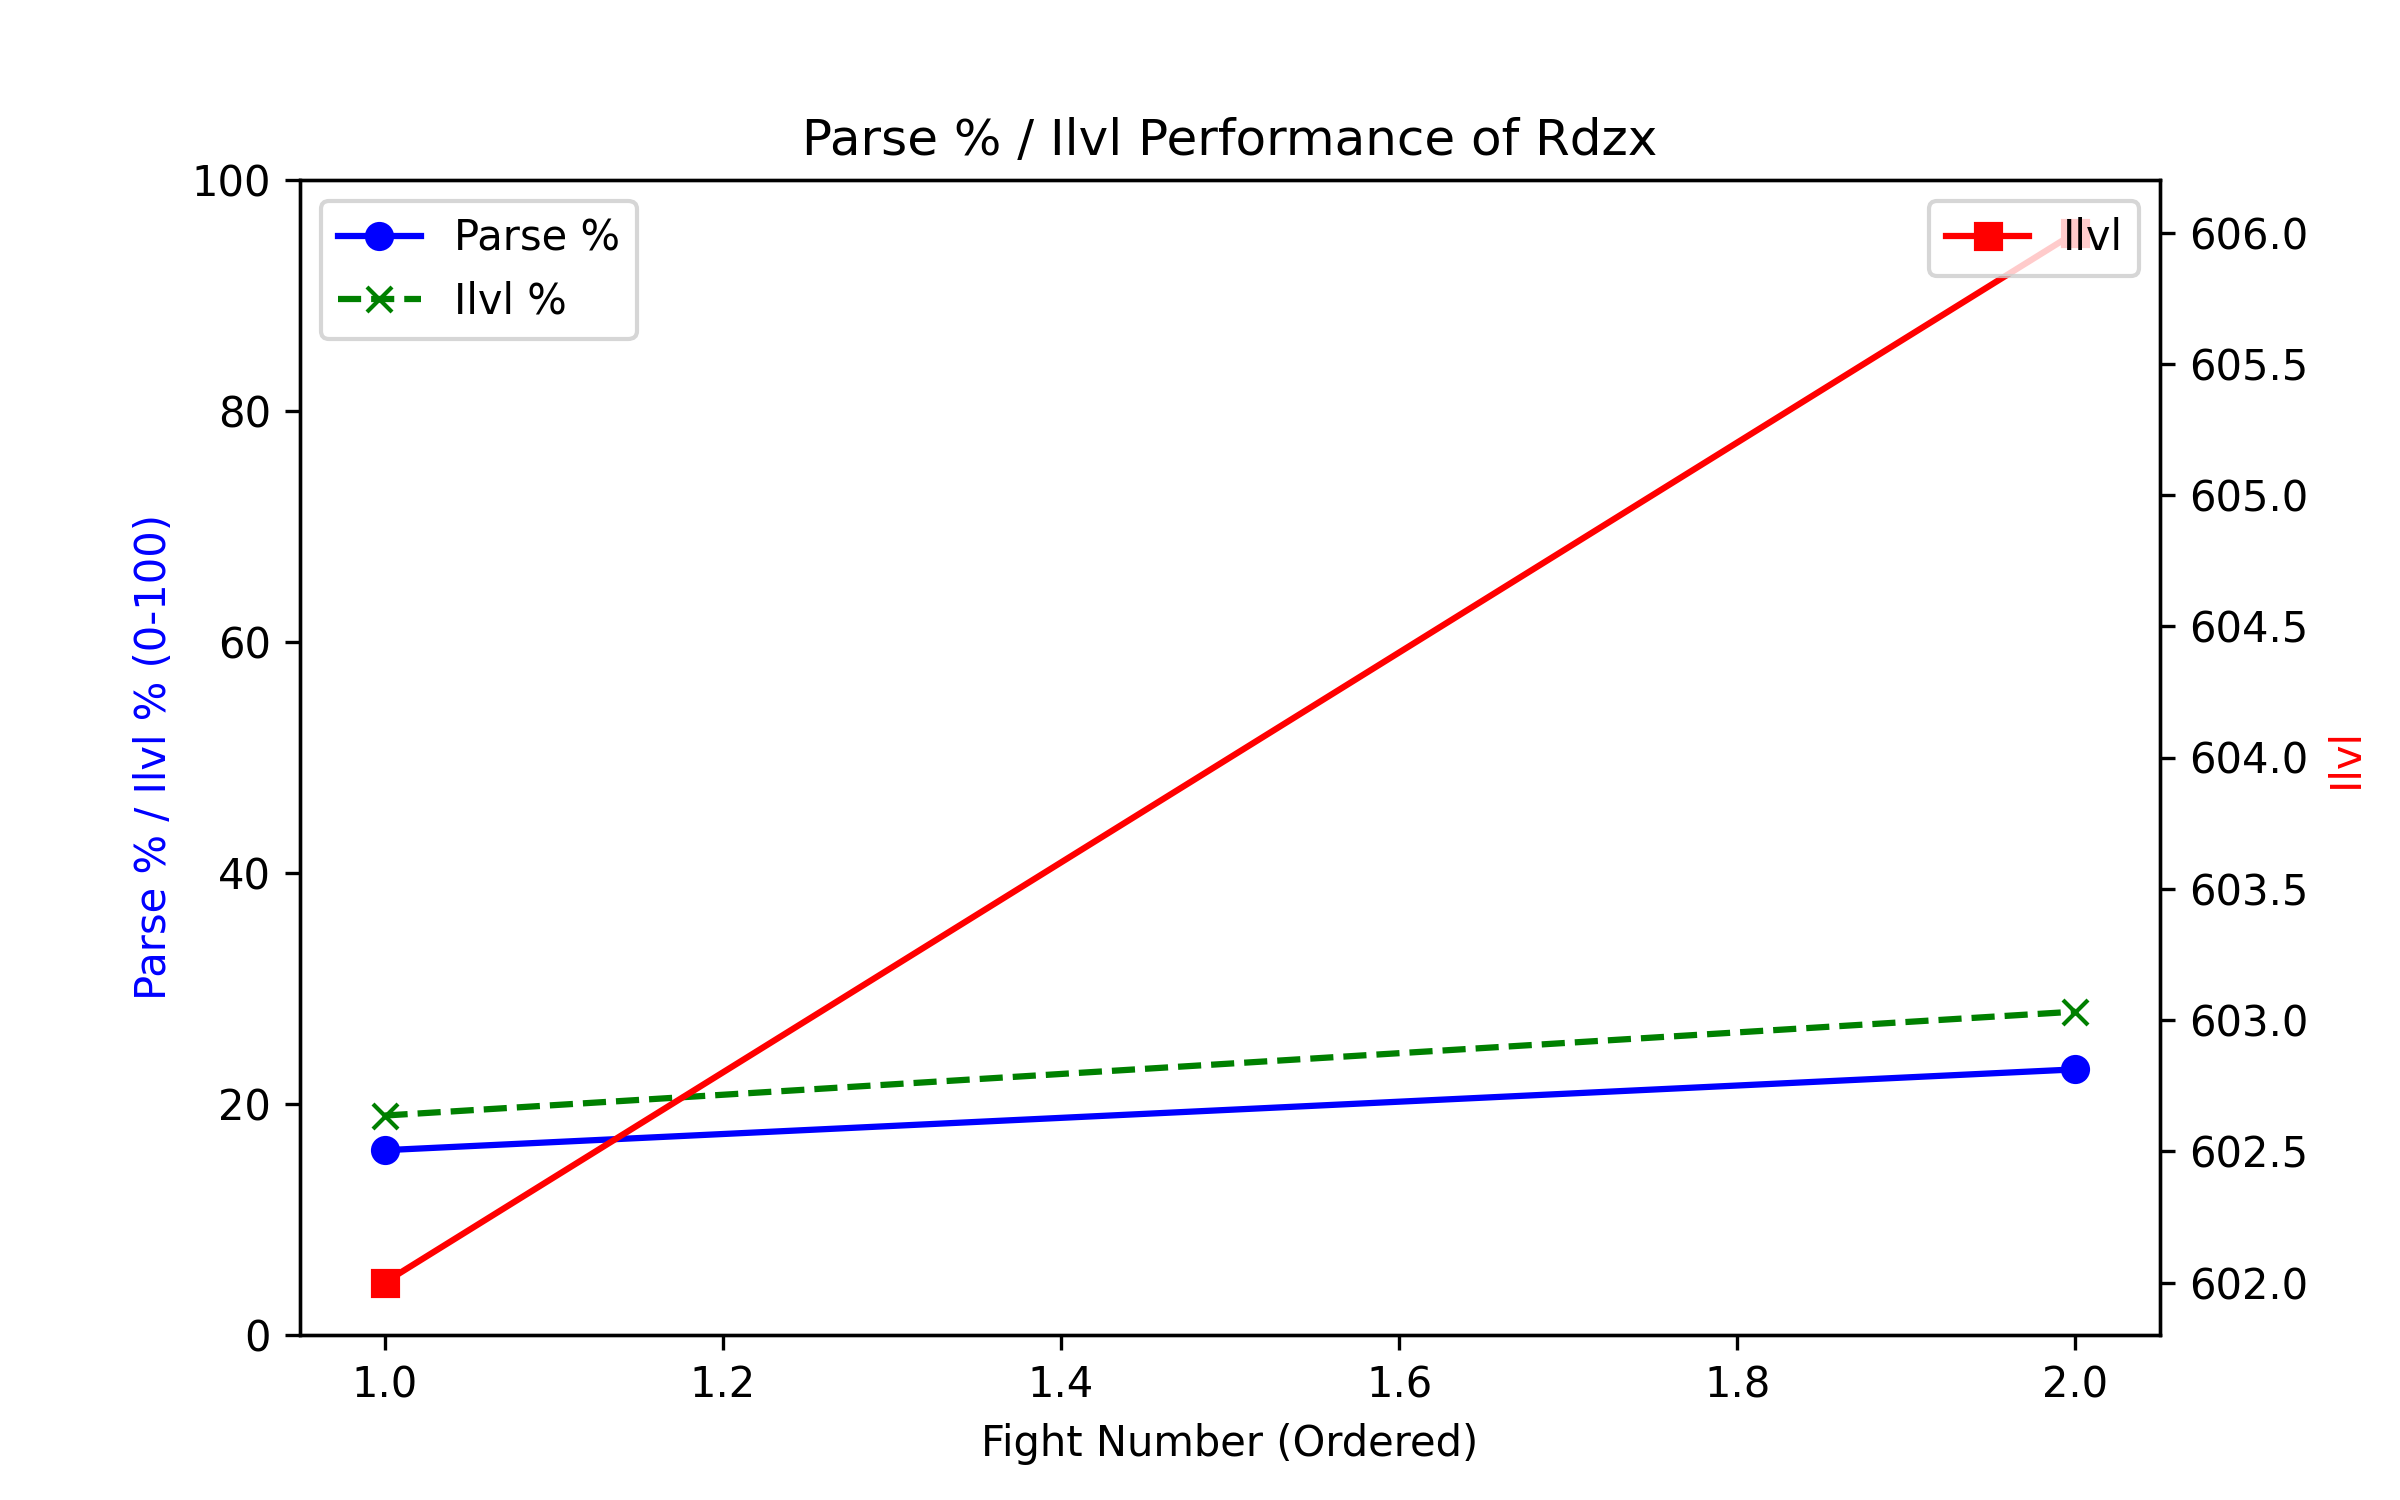 Parse % / Ilvl Performance of Rdzx
Parse %
Ilvl %
Ilvl
Parse % / Ilvl % (0-100)
100
80
60
40
20
0
606.0
605.5
605.0
604.5
604.0
603.5
603.0
602.5
602.0
Ilvl
1.0 1.2 1.4 1.6 1.8 2.0
Fight Number (Ordered)